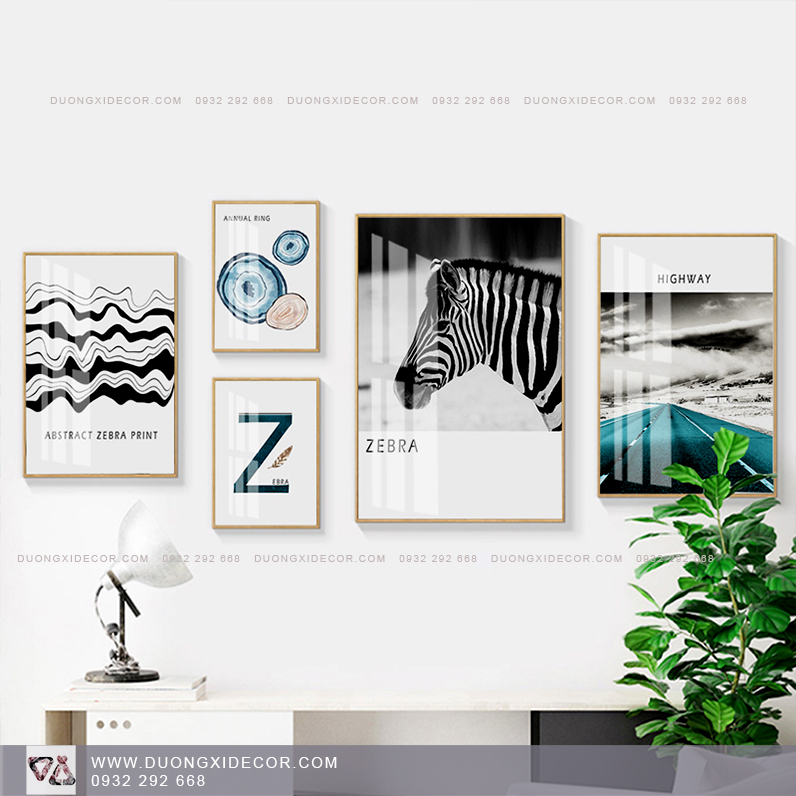 DUONGXIDECOR.COM 0932 292 668 DUONGXIDECOR.COM 0932 292 668 DUONGXIDECOR.COM 0932 292 668
ANNUAL RING
HIGHWAY
ABSTRACT ZEBRA PRINT
ZEBRA
Z
EBRA
DUONGXIDECOR.COM 0932 292 668 DUONGXIDECOR.COM 0932 292 668 DUONGXIDECOR.COM 0932 292 668
WWW.DUONGXIDECOR.COM
0932 292 668